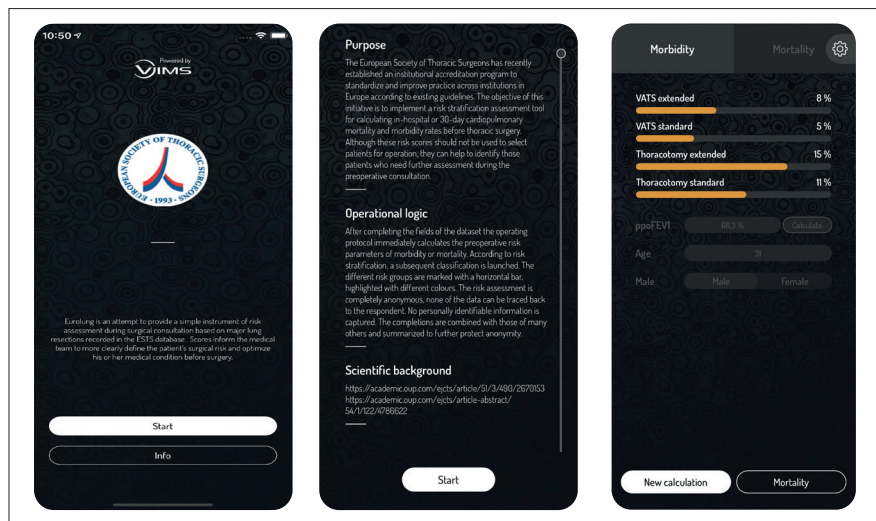 10:50
Powered by
VIMS
EUROPEAN SOCIETY OF THORACIC SURGEONS
· 1993 ·
Eurolung is an attempt to provide a simple instrument of risk
assessment during surgical consultation based on major lung
resections recorded in the ESTS database. Scores inform the medical
team to more clearly define the patient's surgical risk and optimize
his or her medical condition before surgery.
Start
Info
Purpose
The European Society of Thoracic Surgeons has recently
established an institutional accreditation program to
standardize and improve practice across institutions in
Europe according to existing guidelines. The objective of this
initiative is to implement a risk stratification assessment tool
for calculating in-hospital or 30-day cardiopulmonary
mortality and morbidity rates before thoracic surgery.
Although these risk scores should not be used to select
patients for operation, they can help to identify those
patients who need further assessment during the
preoperative consultation.
Operational logic
After completing the fields of the dataset the operating
protocol immediately calculates the preoperative risk
parameters of morbidity or mortality. According to risk
stratification, a subsequent classification is launched. The
different risk groups are marked with a horizontal bar,
highlighted with different colours. The risk assessment is
completely anonymous, none of the data can be traced back
to the respondent. No personally identifiable information is
captured. The completions are combined with those of many
others and summarized to further protect anonymity.
Scientific background
https://academic.oup.com/ejcts/article/51/3/490/2670153
https://academic.oup.com/ejcts/article-abstract/
54/1/122/4786622
Start
Morbidity Mortality
VATS extended 8 %
VATS standard 5 %
Thoracotomy extended 15 %
Thoracotomy standard 11 %
ppoFEV1 66.3 % Calculate
Age 31
Male Male Female
New calculation Mortality